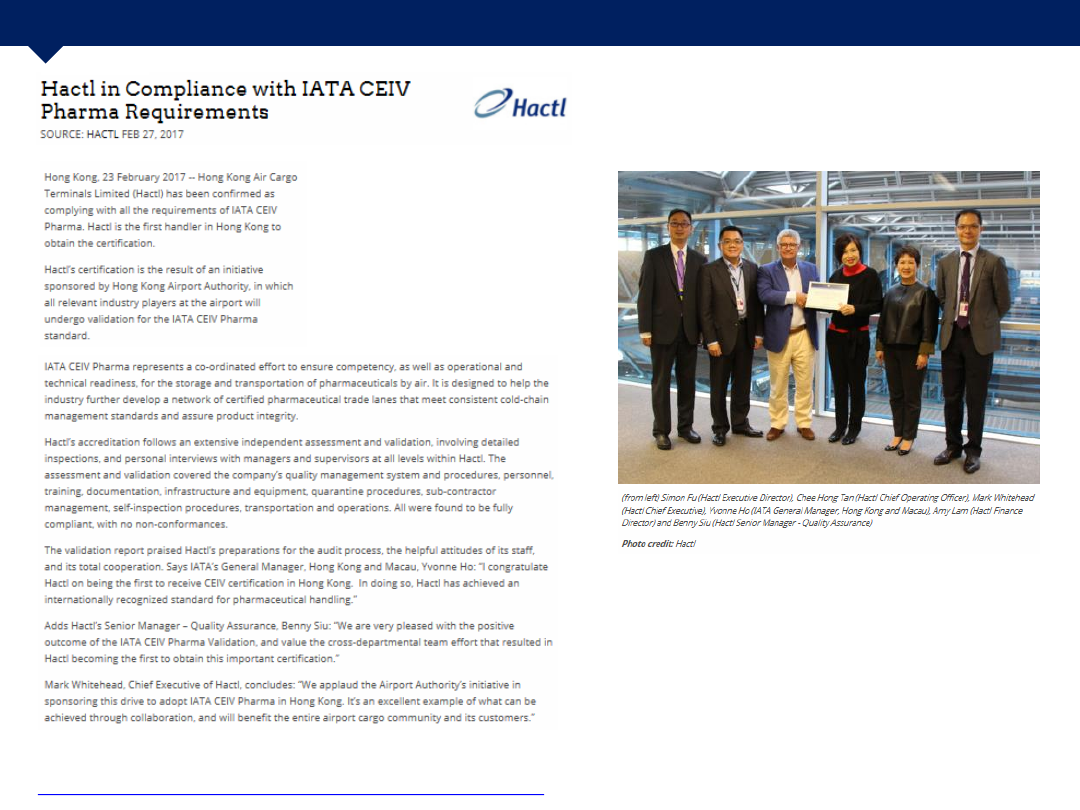 Hactl in Compliance with IATA CEIV
Pharma Requirements
SOURCE: HACTL FEB 27, 2017
Hactl
Hong Kong, 23 February 2017 -- Hong Kong Air Cargo
Terminals Limited (Hactl) has been confirmed as
complying with all the requirements of IATA CEIV
Pharma. Hactl is the first handler in Hong Kong to
obtain the certification.
Hactl's certification is the result of an initiative
sponsored by Hong Kong Airport Authority, in which
all relevant industry players at the airport will
undergo validation for the IATA CEIV Pharma
standard.
IATA CEIV Pharma represents a co-ordinated effort to ensure competency, as well as operational and
technical readiness, for the storage and transportation of pharmaceuticals by air. It is designed to help the
industry further develop a network of certified pharmaceutical trade lanes that meet consistent cold-chain
management standards and assure product integrity.
Hactl's accreditation follows an extensive independent assessment and validation, involving detailed
inspections, and personal interviews with managers and supervisors at all levels within Hactl. The
assessment and validation covered the company's quality management system and procedures, personnel,
training, documentation, infrastructure and equipment, quarantine procedures, sub-contractor
management, self-inspection procedures, transportation and operations. All were found to be fully
compliant, with no non-conformances.
The validation report praised Hactl's preparations for the audit process, the helpful attitudes of its staff,
and its total cooperation. Says IATA's General Manager, Hong Kong and Macau, Yvonne Ho: "I congratulate
Hactl on being the first to receive CEIV certification in Hong Kong.  In doing so, Hactl has achieved an
internationally recognized standard for pharmaceutical handling."
Adds Hactl's Senior Manager – Quality Assurance, Benny Siu: "We are very pleased with the positive
outcome of the IATA CEIV Pharma Validation, and value the cross-departmental team effort that resulted in
Hactl becoming the first to obtain this important certification."
Mark Whitehead, Chief Executive of Hactl, concludes: "We applaud the Airport Authority's initiative in
sponsoring this drive to adopt IATA CEIV Pharma in Hong Kong. It's an excellent example of what can be
achieved through collaboration, and will benefit the entire airport cargo community and its customers."
(from left) Simon Fu (Hactl Executive Director), Chee Hong Tan (Hactl Chief Operating Officer), Mark Whitehead
(Hactl Chief Executive), Yvonne Ho (IATA General Manager, Hong Kong and Macau), Amy Lam (Hactl Finance
Director) and Benny Siu (Hactl Senior Manager - Quality Assurance)
Photo credit: Hactl